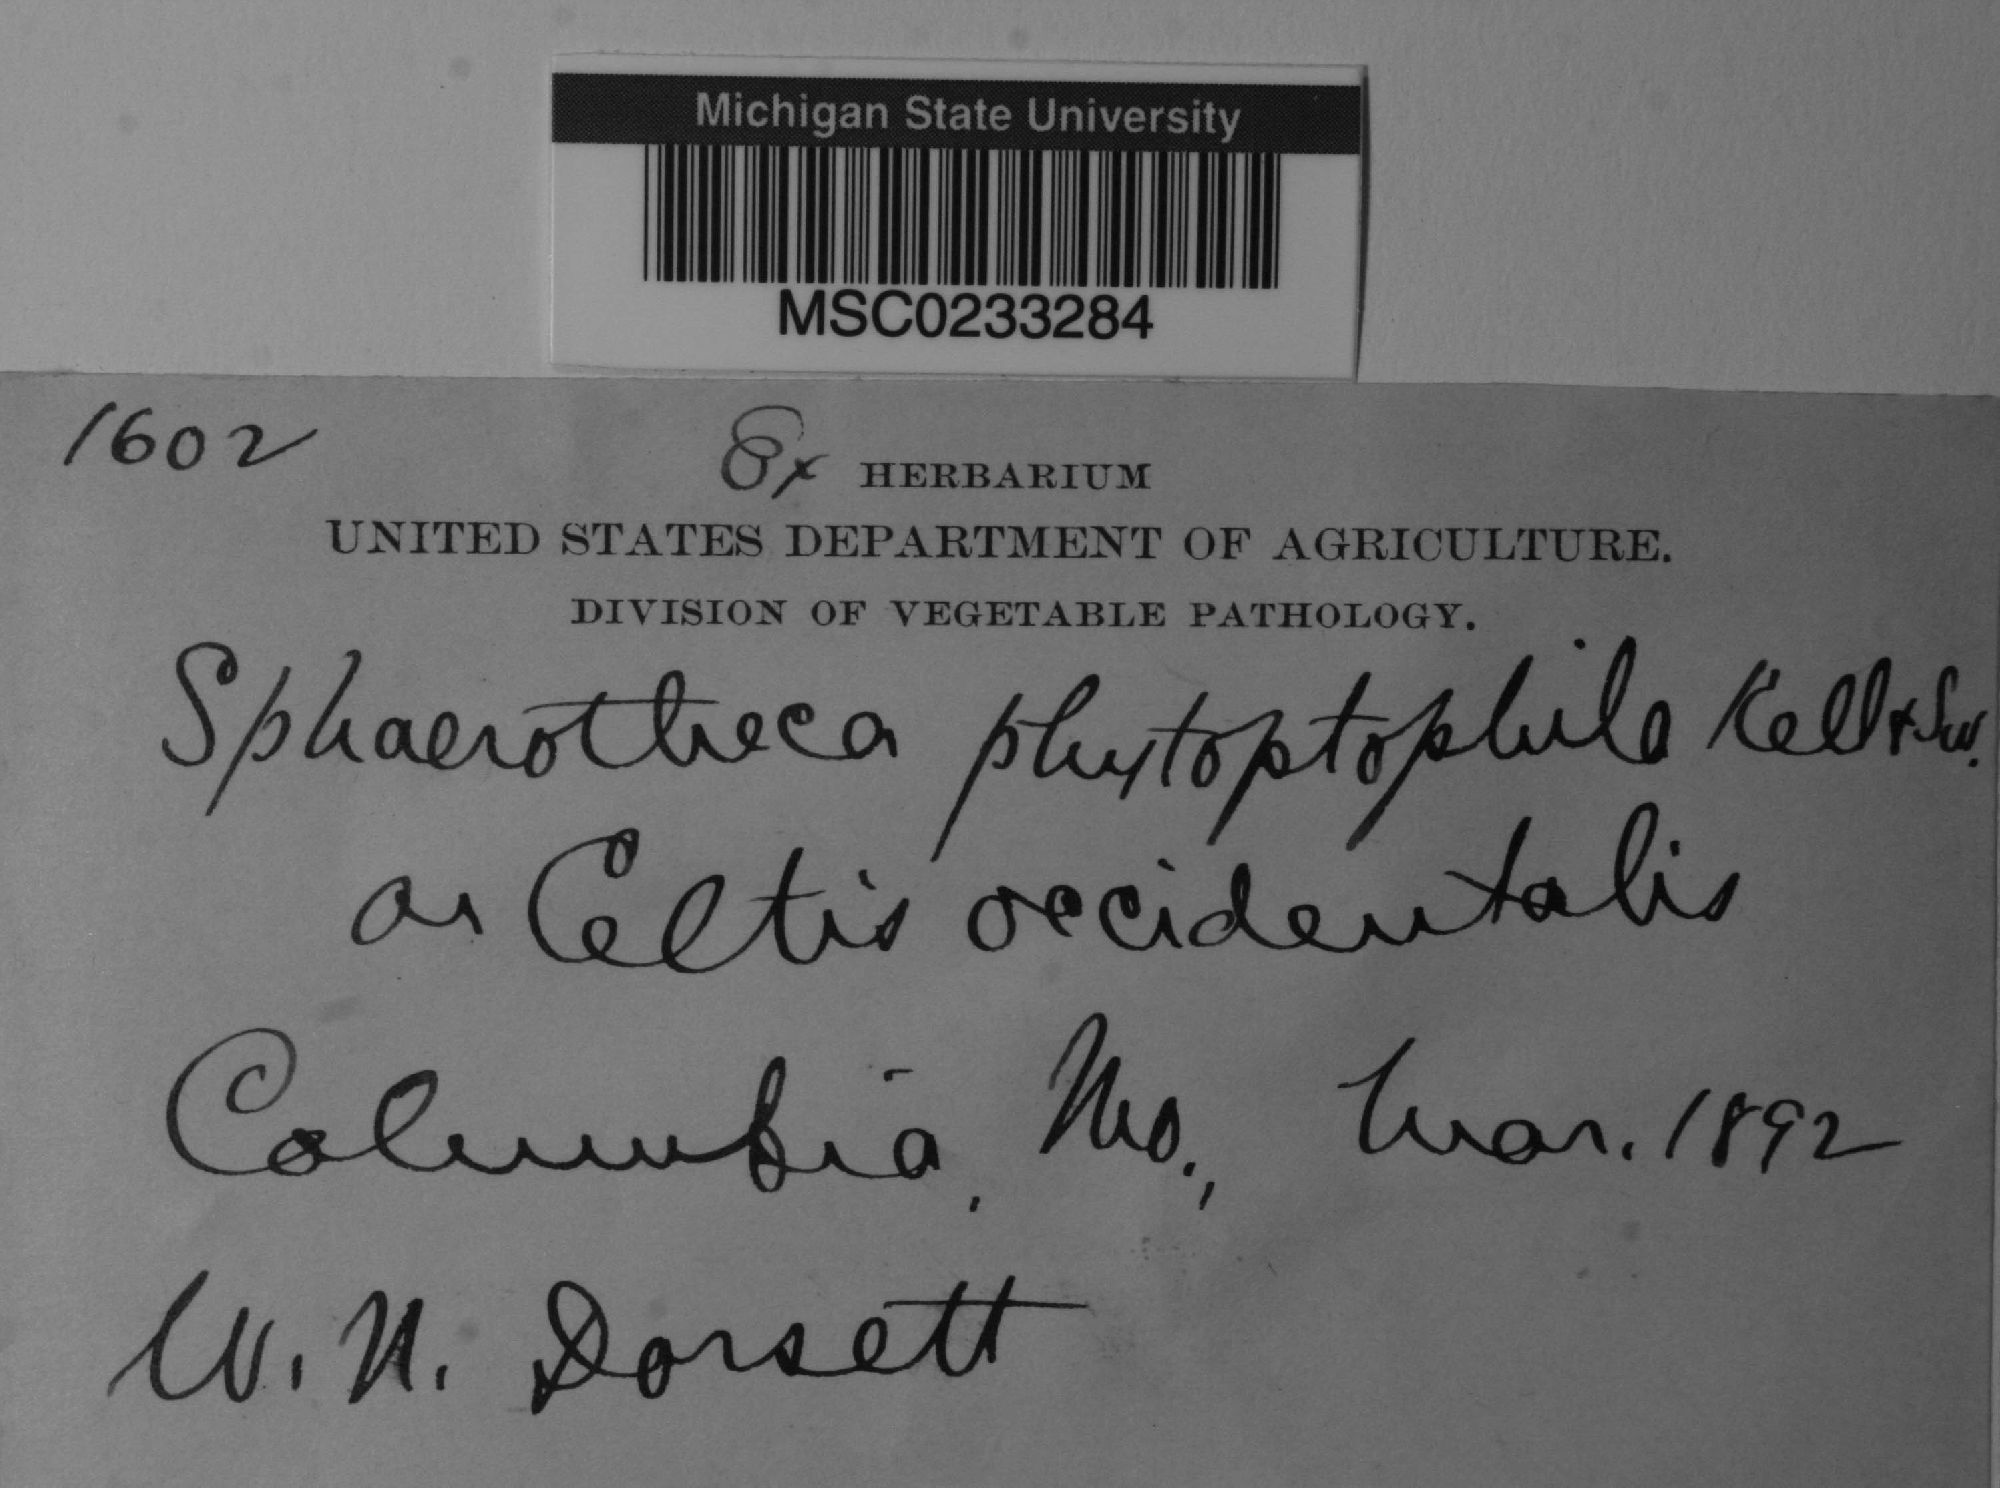 Michigan State University
MSC0233284
1602
Ex HERBARIUM
UNITED STATES DEPARTMENT OF AGRICULTURE.
DIVISION OF VEGETABLE PATHOLOGY.
Sphaerotheca phytoptophila Kell & Sw.
on Celtis occidentalis
Columbia, Mo., Mar. 1892
W. N. Dorsett